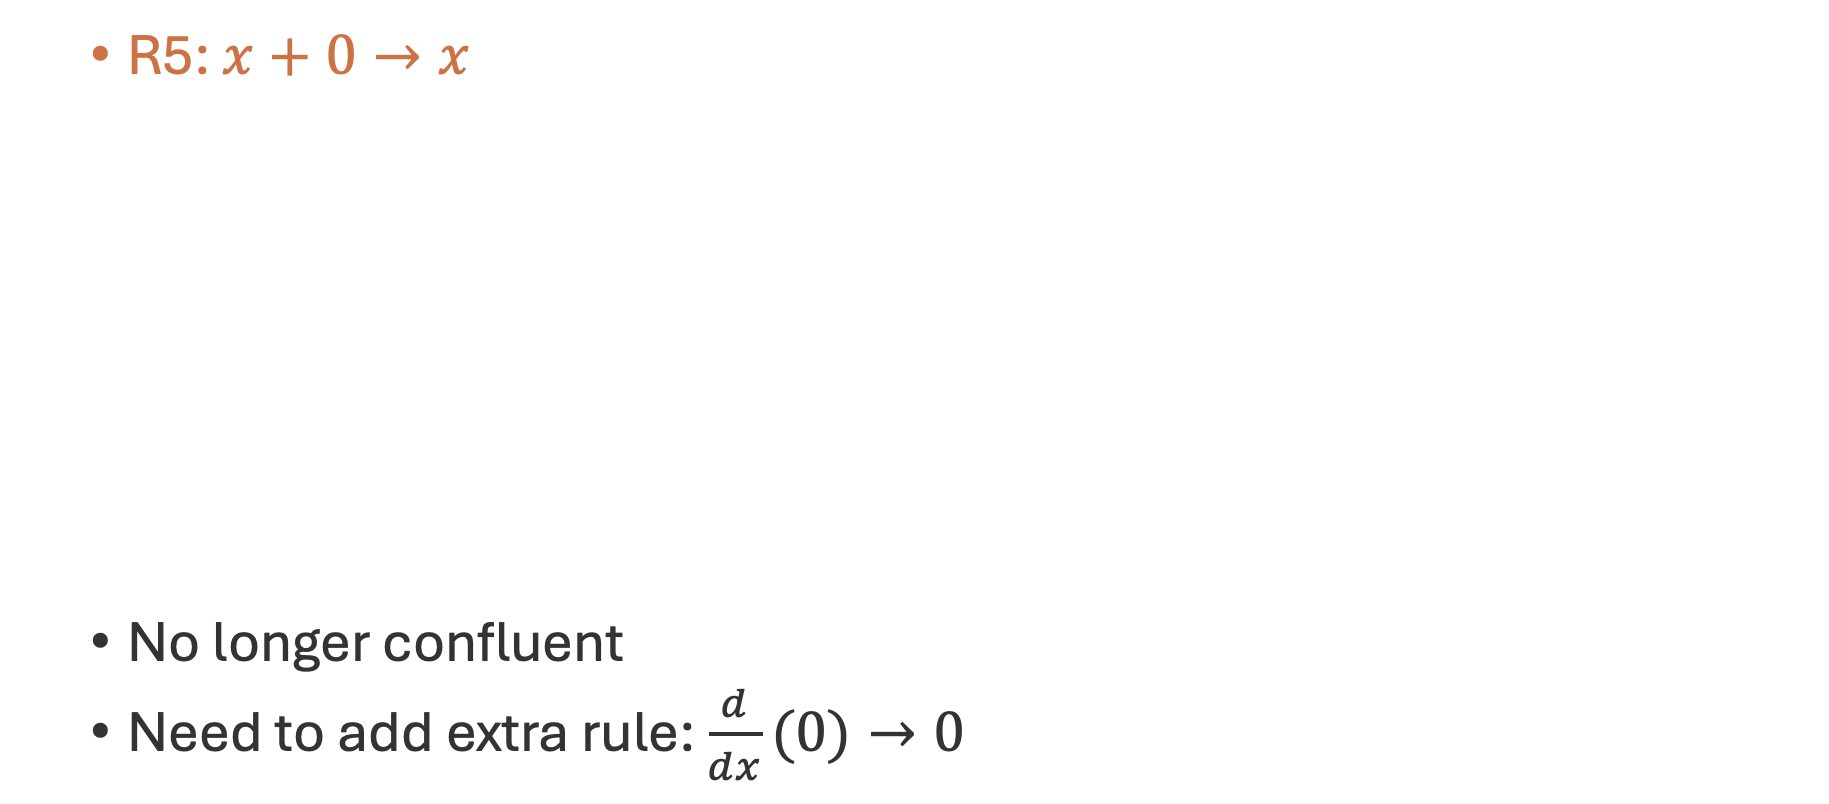 • R5: 𝑥 + 0 → 𝑥
• No longer confluent
• Need to add extra rule: 𝑑/𝑑𝑥 (0) → 0